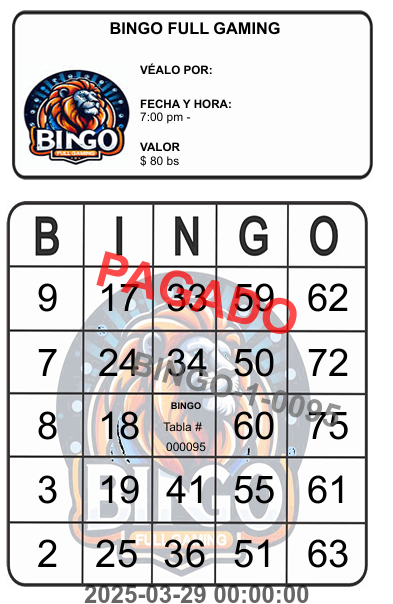 BINGO FULL GAMING
VÉALO POR:
FECHA Y HORA:
7:00 pm -
VALOR
$ 80 bs
BINGO
FULL GAMING
B I N G O
9 17 33 59 62
PAGADO
7 24 34 50 72
BINGO-1-0095
8 18 BINGO 60 75
Tabla #
000095
3 19 41 55 61
BINGO
FULL GAMING
2 25 36 51 63
2025-03-29 00:00:00